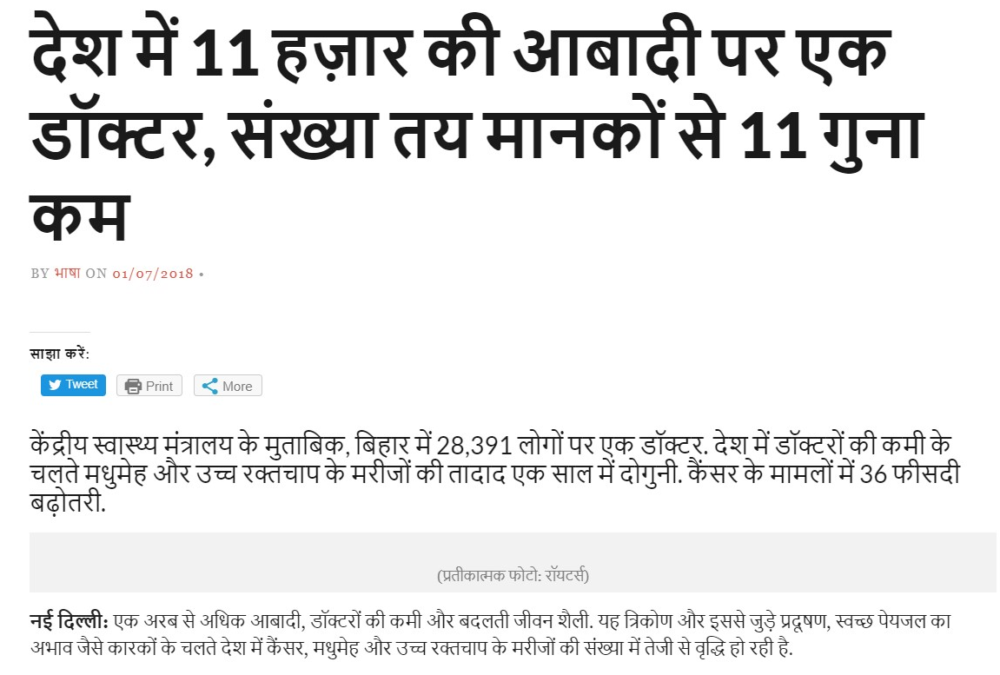 देश में 11 हज़ार की आबादी पर एक
डॉक्टर, संख्या तय मानकों से 11 गुना
कम
BY भाषा ON 01/07/2018 •
साझा करें:
Tweet Print More
केंद्रीय स्वास्थ्य मंत्रालय के मुताबिक, बिहार में 28,391 लोगों पर एक डॉक्टर. देश में डॉक्टरों की कमी के
चलते मधुमेह और उच्च रक्तचाप के मरीजों की तादाद एक साल में दोगुनी. कैंसर के मामलों में 36 फीसदी
बढ़ोतरी.
(प्रतीकात्मक फोटो: रॉयटर्स)
नई दिल्ली: एक अरब से अधिक आबादी, डॉक्टरों की कमी और बदलती जीवन शैली. यह त्रिकोण और इससे जुड़े प्रदूषण, स्वच्छ पेयजल का
अभाव जैसे कारकों के चलते देश में कैंसर, मधुमेह और उच्च रक्तचाप के मरीजों की संख्या में तेजी से वृद्धि हो रही है.